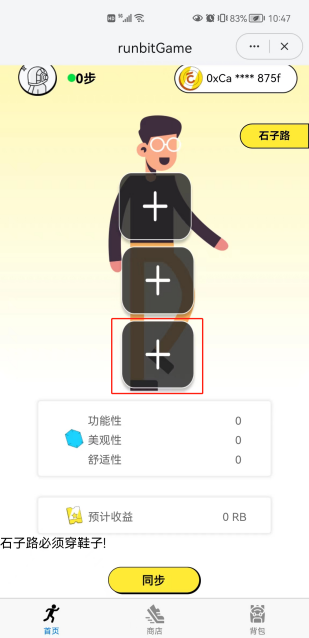 83% 10:47
runbitGame
0步
0xCa **** 875f
石子路
功能性 0
美观性 0
舒适性 0
预计收益 0 RB
石子路必须穿鞋子!
同步
首页 商店 背包